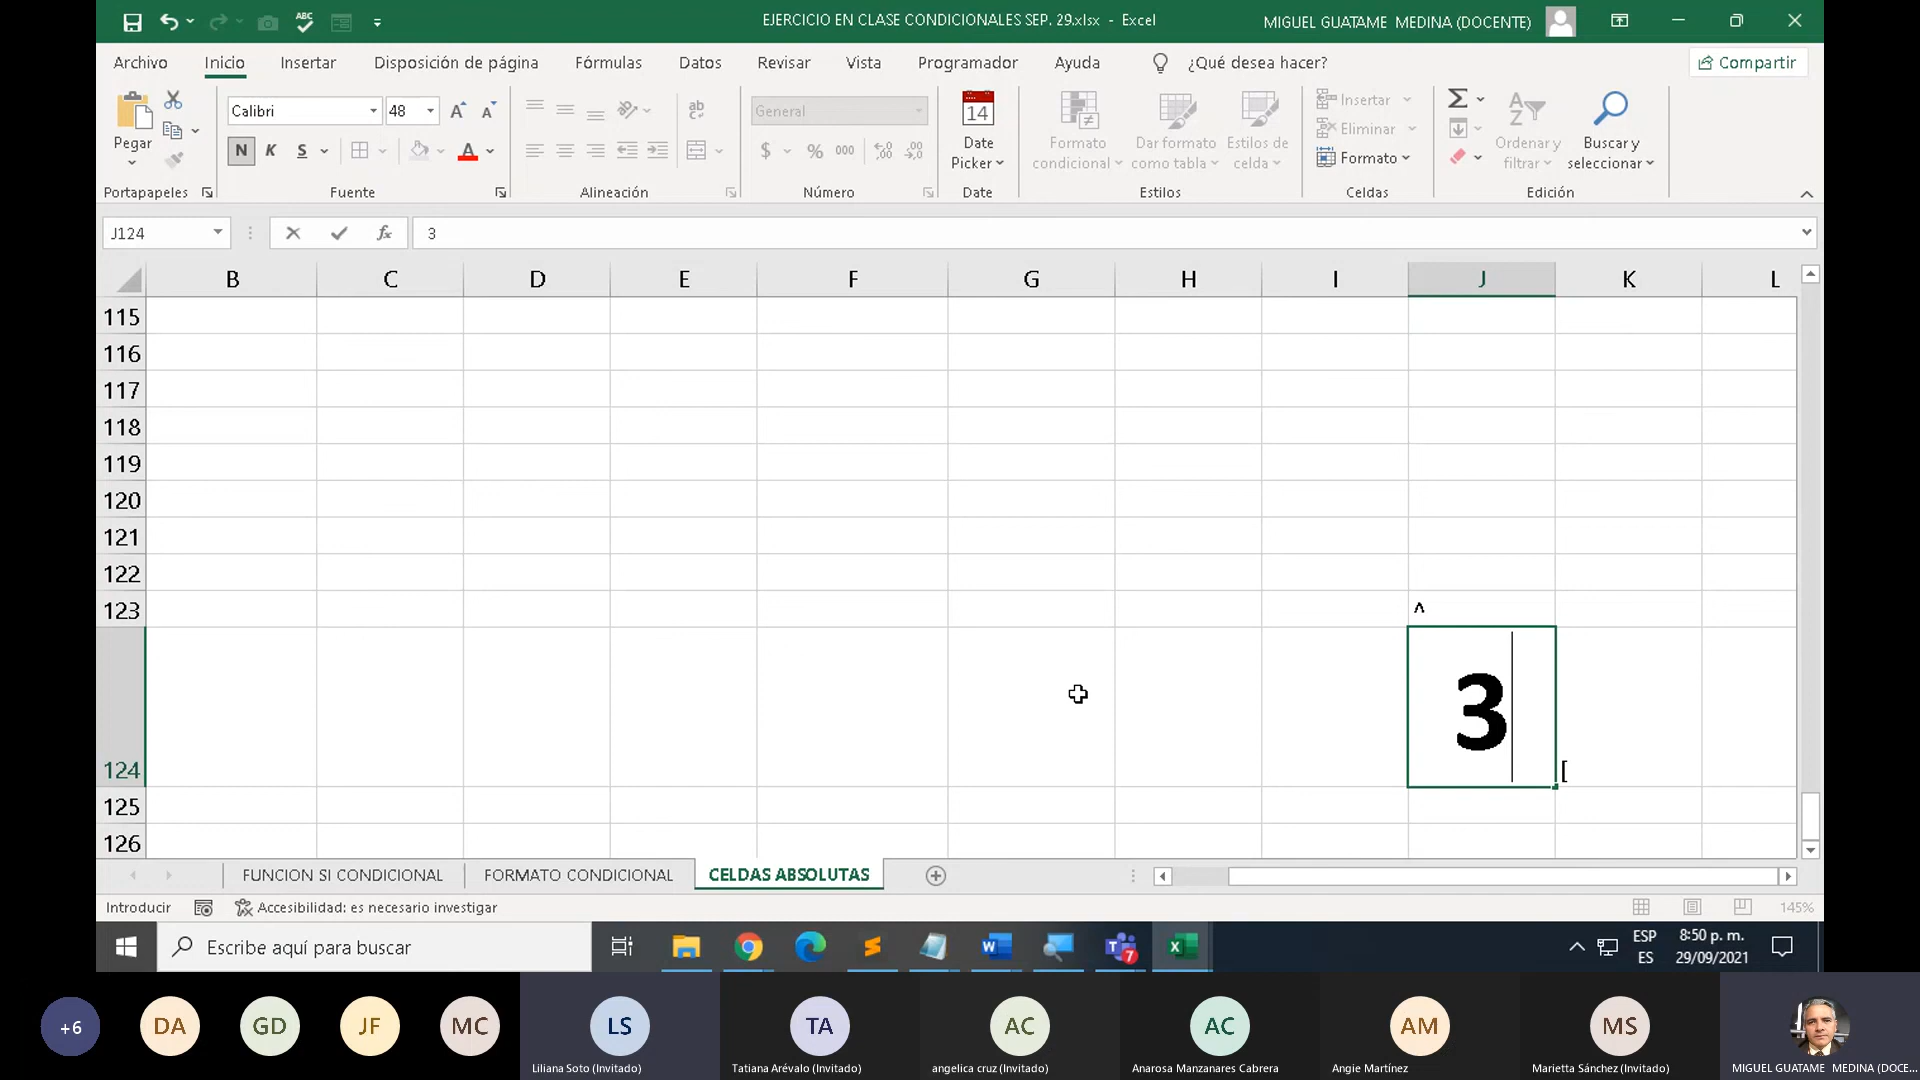 EJERCICIO EN CLASE CONDICIONALES SEP. 29.xlsx - Excel
MIGUEL GUATAME MEDINA (DOCENTE)
Archivo Inicio Insertar Disposición de página Fórmulas Datos Revisar Vista Programador Ayuda ¿Qué desea hacer? Compartir
Pegar
Portapapeles
Calibri 48
N K S
Fuente
ab
Alineación
General
$ % 000
Número
14
Date
Picker
Date
Formato
condicional
Dar formato
como tabla
Estilos de
celda
Estilos
Insertar
Eliminar
Formato
Celdas
Ordenar y
filtrar
Buscar y
seleccionar
Edición
J124 fx 3
B C D E F G H I J K L
115
116
117
118
119
120
121
122
123 ^
124 3 [
125
126
FUNCION SI CONDICIONAL FORMATO CONDICIONAL CELDAS ABSOLUTAS
Introducir Accesibilidad: es necesario investigar 145%
Escribe aquí para buscar
7
ESP
ES
8:50 p. m.
29/09/2021
+6 DA GD JF MC LS TA AC AC AM MS
Liliana Soto (Invitado) Tatiana Arévalo (Invitado) angelica cruz (Invitado) Anarosa Manzanares Cabrera Angie Martínez Marietta Sánchez (Invitado) MIGUEL GUATAME MEDINA (DOCE...